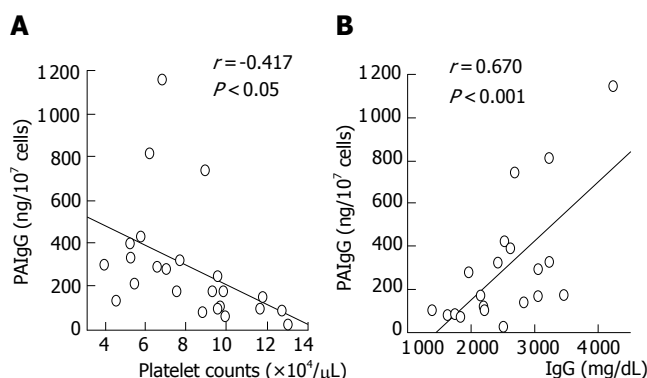 A
r = -0.417
P < 0.05
1200
1000
800
600
400
200
0
PAIgG (ng/10⁷ cells)
4 6 8 10 12 14
Platelet counts (×10⁴/μL)
B
r = 0.670
P < 0.001
1200
1000
800
600
400
200
0
PAIgG (ng/10⁷ cells)
1000 2000 3000 4000
IgG (mg/dL)